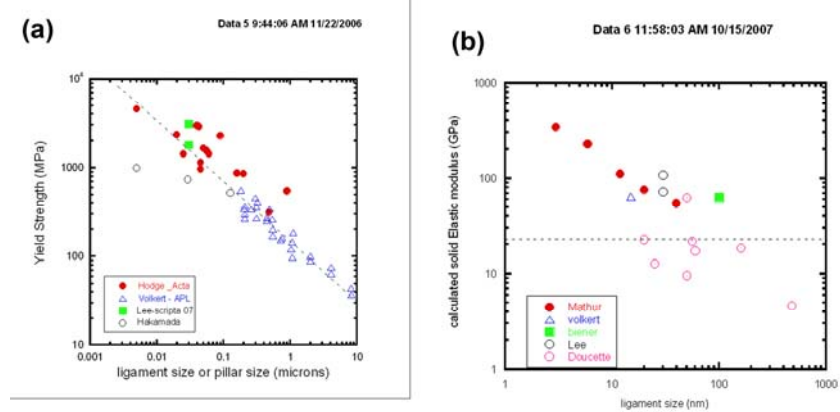 (a)
Data 5 9:44:06 AM 11/22/2006
Yield Strength (MPa)
10⁴
1000
100
10
Hodge _Acta
Volkert - APL
Lee-scripta 07
Hakamada
0.001 0.01 0.1 1 10
ligament size or pillar size (microns)
(b)
Data 6 11:58:03 AM 10/15/2007
calculated solid Elastic modulus (GPa)
1000
100
10
1
Mathur
volkert
biener
Lee
Doucette
1 10 100 1000
ligament size (nm)